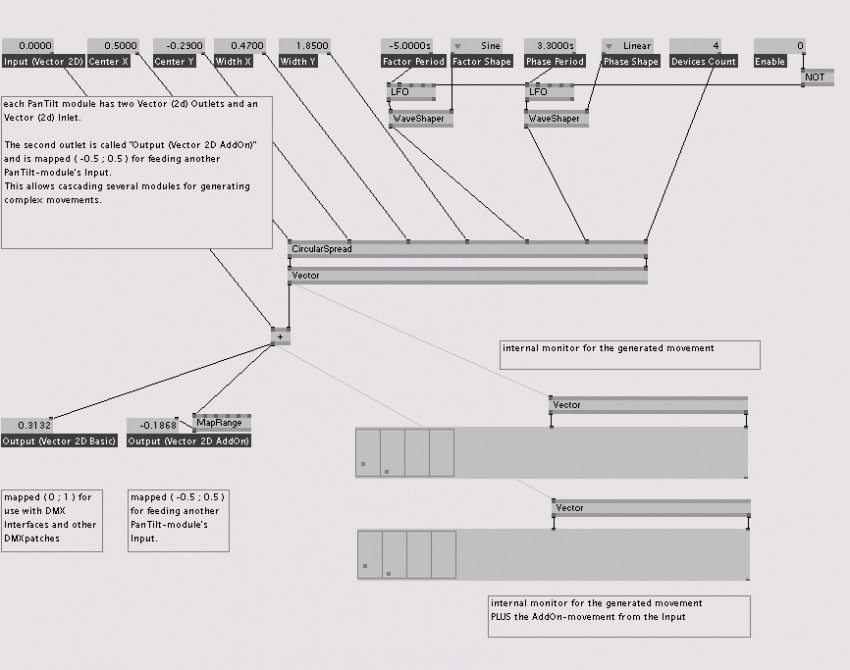 0.0000 0.5000 -0.2900 0.4700 1.8500 -5.0000s Sine 3.3000s Linear 4 0
Input (Vector 2D) Center X Center Y Width X Width Y Factor Period Factor Shape Phase Period Phase Shape Devices Count Enable
NOT
LFO LFO
WaveShaper WaveShaper
each PanTilt module has two Vector (2d) Outlets and an
Vector (2d) Inlet.
The second outlet is called "Output (Vector 2D AddOn)"
and is mapped ( -0.5 ; 0.5 ) for feeding another
PanTilt-module's Input.
This allows cascading several modules for generating
complex movements.
CircularSpread
Vector
+
internal monitor for the generated movement
Vector
0.3132 -0.1868 MapRange
Output (Vector 2D Basic) Output (Vector 2D AddOn)
mapped ( 0 ; 1 ) for
use with DMX
Interfaces and other
DMXpatches
mapped ( -0.5 ; 0.5 )
for feeding another
PanTilt-module's
Input.
Vector
internal monitor for the generated movement
PLUS the AddOn-movement from the Input